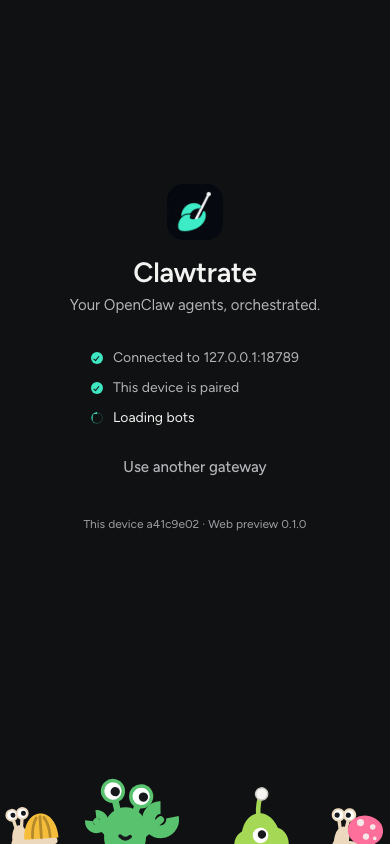 Clawtrate
Your OpenClaw agents, orchestrated.
Connected to 127.0.0.1:18789
This device is paired
Loading bots
Use another gateway
This device a41c9e02 · Web preview 0.1.0